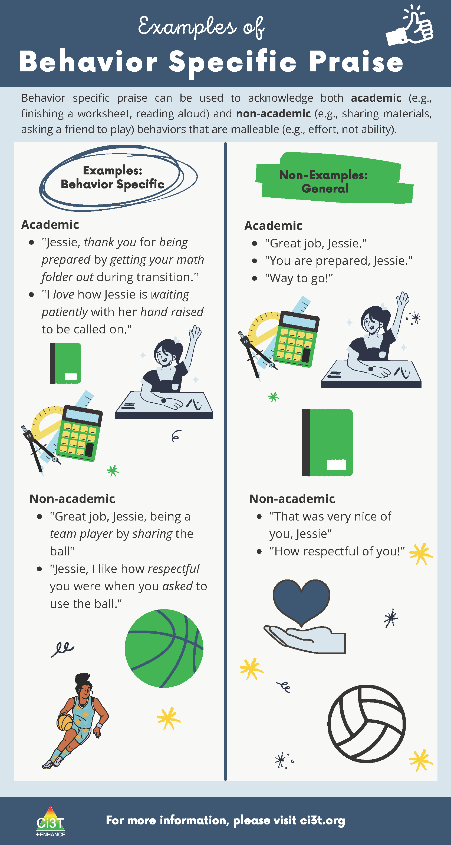 Examples of
Behavior Specific Praise
Behavior specific praise can be used to acknowledge both academic (e.g.,
finishing a worksheet, reading aloud) and non-academic (e.g., sharing materials,
asking a friend to play) behaviors that are malleable (e.g., effort, not ability).
Examples:
Behavior Specific
Academic
• "Jessie, thank you for being
prepared by getting your math
folder out during transition."
• "I love how Jessie is waiting
patiently with her hand raised
to be called on."
Non-academic
• "Great job, Jessie, being a
team player by sharing the
ball"
• "Jessie, I like how respectful
you were when you asked to
use the ball."
Non-Examples:
General
Academic
• "Great job, Jessie."
• "You are prepared, Jessie."
• "Way to go!"
Non-academic
• "That was very nice of
you, Jessie"
• "How respectful of you!"
Ci3T
For more information, please visit ci3t.org